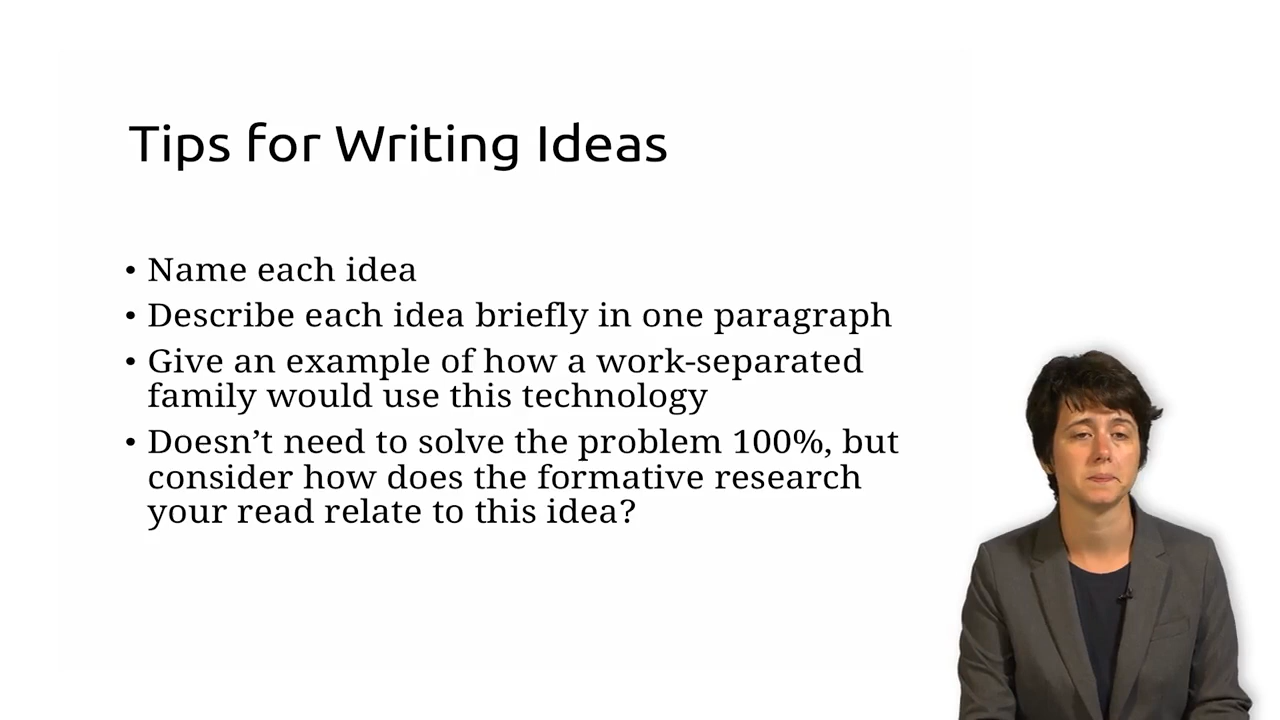 Tips for Writing Ideas
• Name each idea
• Describe each idea briefly in one paragraph
• Give an example of how a work-separated
family would use this technology
• Doesn’t need to solve the problem 100%, but
consider how does the formative research
your read relate to this idea?